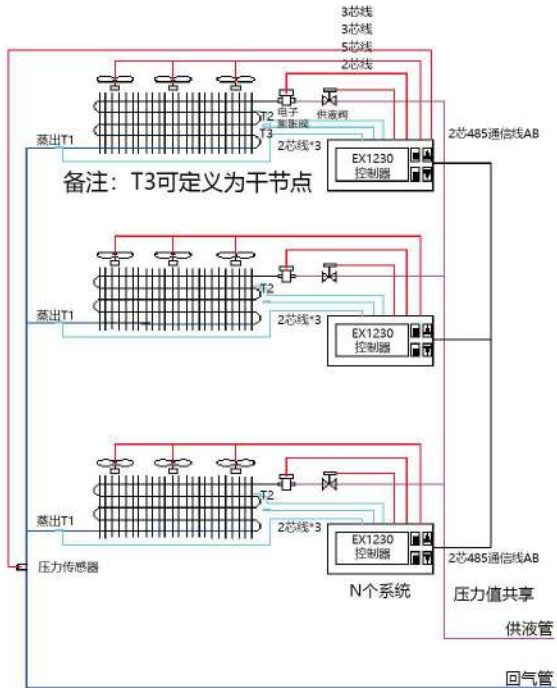 3芯线
3芯线
5芯线
2芯线
电子
膨胀阀
供液阀
T2
T3
蒸出T1
2芯线*3
EX1230
控制器
2芯485通信线AB
备注：T3可定义为干节点
T2
蒸出T1
2芯线*3
EX1230
控制器
T2
蒸出T1
2芯线*3
EX1230
控制器
2芯485通信线AB
压力传感器
N个系统
压力值共享
供液管
回气管